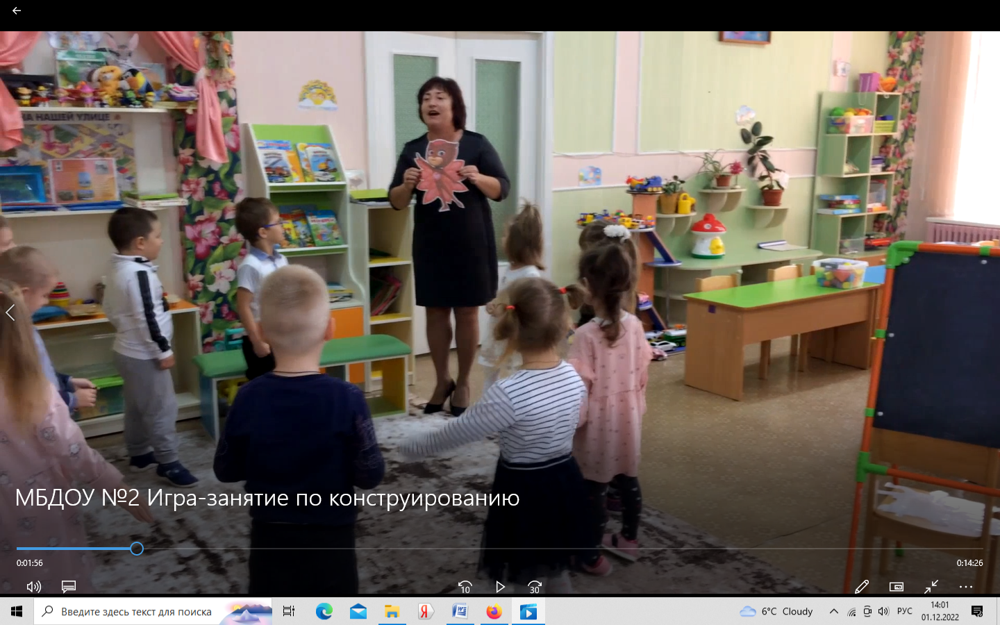 НА НАШЕЙ УЛИЦЕ
МБДОУ №2 Игра-занятие по конструированию
0:01:56
0:14:26
10
30
Введите здесь текст для поиска
6°C Cloudy
РУС
14:01
01.12.2022